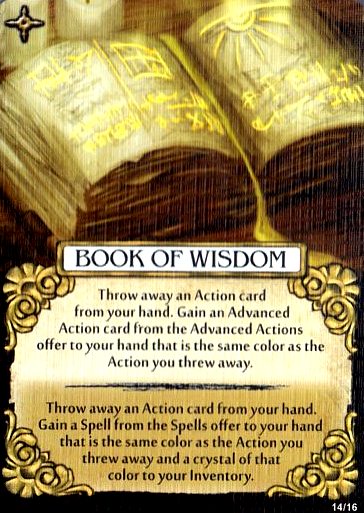 BOOK OF WISDOM
Throw away an Action card
from your hand. Gain an Advanced
Action card from the Advanced Actions
offer to your hand that is the same color as the
Action you threw away.
Throw away an Action card from your hand.
Gain a Spell from the Spells offer to your hand
that is the same color as the Action you
threw away and a crystal of that
color to your Inventory.
14/16